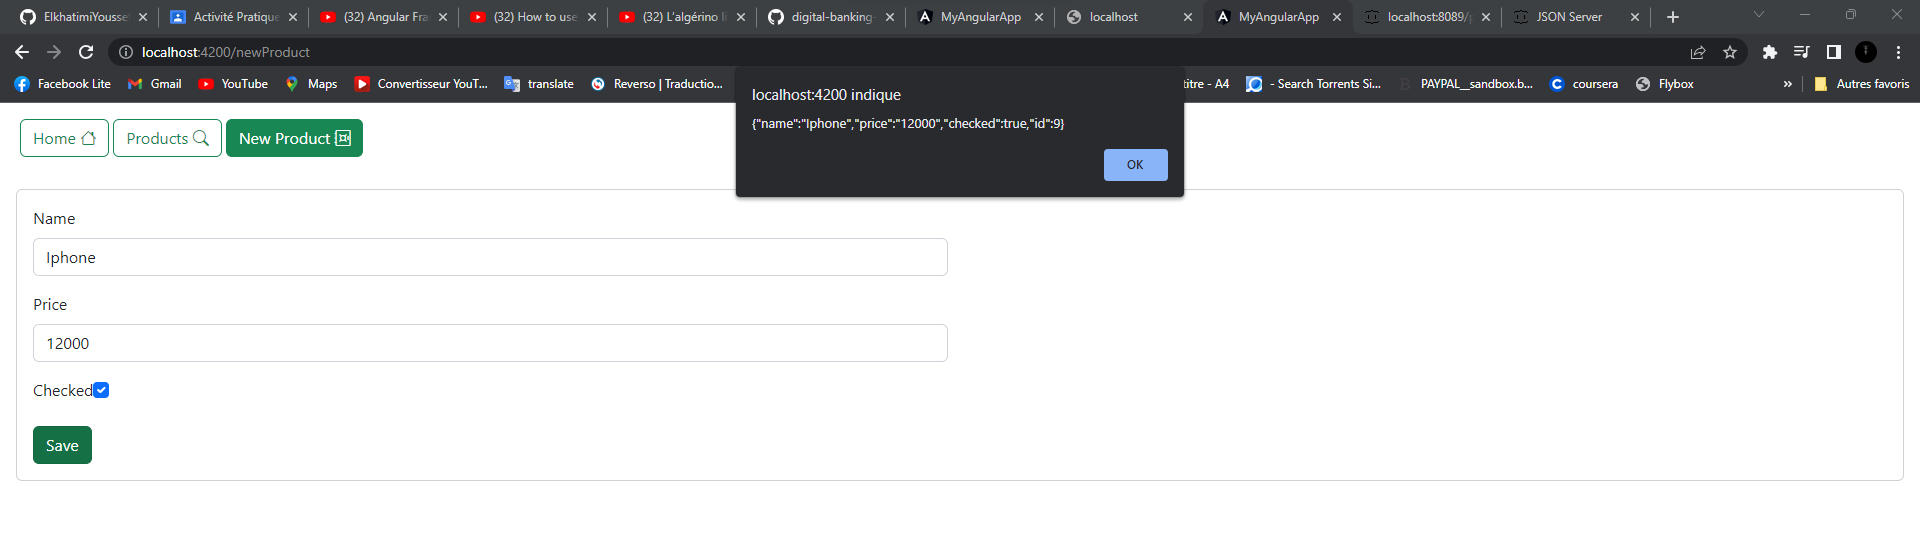 ElkhatimiYousse
Activité Pratique
(32) Angular Fra
(32) How to use
(32) L'algérino li
digital-banking-
MyAngularApp
localhost
MyAngularApp
localhost:8089/
JSON Server
localhost:4200/newProduct
Facebook Lite
Gmail
YouTube
Maps
Convertisseur YouT...
translate
Reverso | Traductio...
titre - A4
- Search Torrents Si...
PAYPAL_sandbox.b...
coursera
Flybox
»
Autres favoris
localhost:4200 indique
{"name":"Iphone","price":"12000","checked":true,"id":9}
OK
Home
Products
New Product
Name
Iphone
Price
12000
Checked
Save